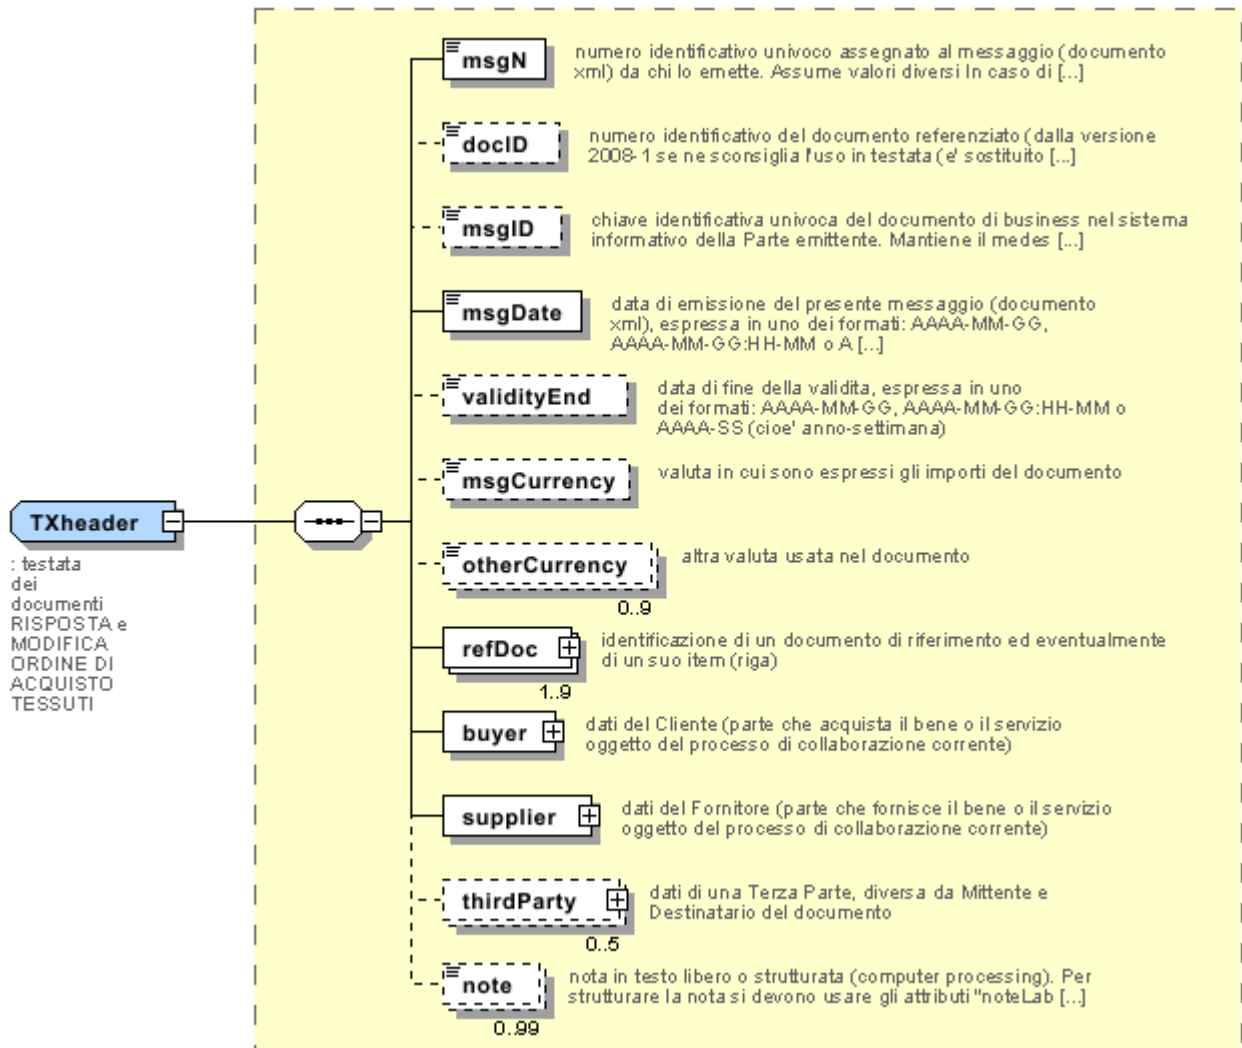 msgN
numero identificativo univoco assegnato al messaggio (documento
xml) da chi lo emette. Assume valori diversi In caso di [...]
docID
numero identificativo del documento referenziato (dalla versione
2008-1 se ne sconsiglia l'uso in testata (e' sostituito [...]
msgID
chiave identificativa univoca del documento di business nel sistema
informativo della Parte emittente. Mantiene il medes [...]
msgDate
data di emissione del presente messaggio (documento
xml), espressa in uno dei formati: AAAA-MM-GG,
AAAA-MM-GG:HH-MM o A [...]
validityEnd
data di fine della validita, espressa in uno
dei formati: AAAA-MM-GG, AAAA-MM-GG:HH-MM o
AAAA-SS (cioe' anno-settimana)
msgCurrency
valuta in cui sono espressi gli importi del documento
TXheader
: testata
dei
documenti
RISPOSTA e
MODIFICA
ORDINE DI
ACQUISTO
TESSUTI
otherCurrency
altra valuta usata nel documento
0..9
refDoc
identificazione di un documento di riferimento ed eventualmente
di un suo item (riga)
1..9
buyer
dati del Cliente (parte che acquista il bene o il servizio
oggetto del processo di collaborazione corrente)
supplier
dati del Fornitore (parte che fornisce il bene o il servizio
oggetto del processo di collaborazione corrente)
thirdParty
dati di una Terza Parte, diversa da Mittente e
Destinatario del documento
0..5
note
nota in testo libero o strutturata (computer processing). Per
strutturare la nota si devono usare gli attributi "noteLab [...]
0..99